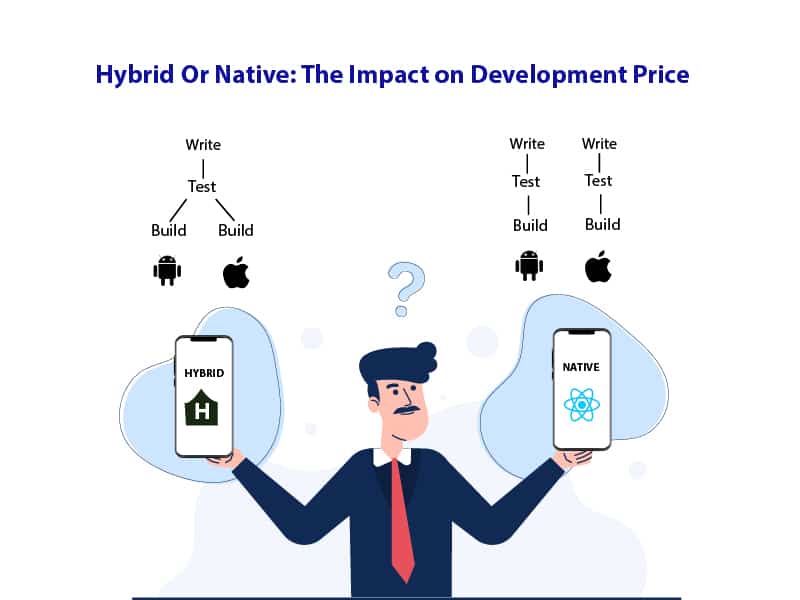 Hybrid Or Native: The Impact on Development Price
Write
Test
Build Build
Write Write
Test Test
Build Build
?
HYBRID
H
NATIVE